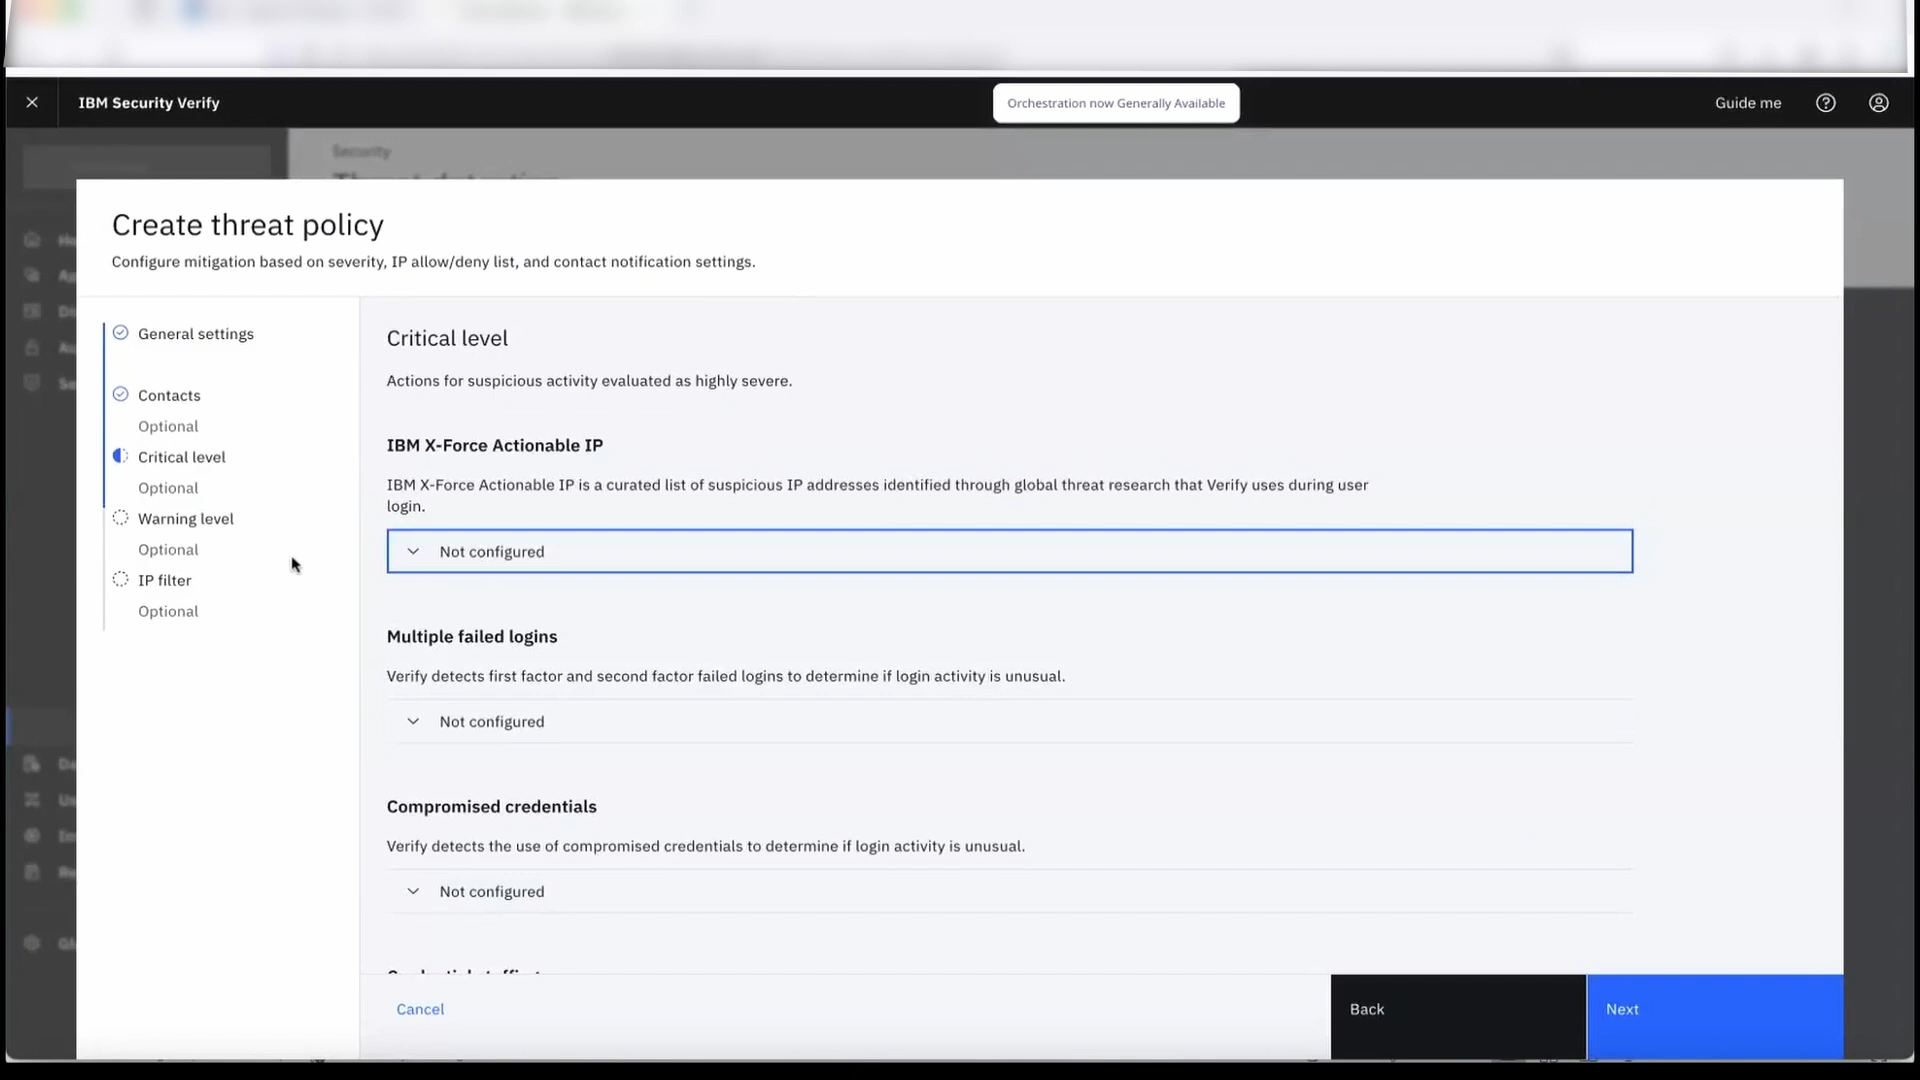 IBM Security Verify
Orchestration now Generally Available
Guide me
Security
Create threat policy
Configure mitigation based on severity, IP allow/deny list, and contact notification settings.
General settings
Contacts
Optional
Critical level
Optional
Warning level
Optional
IP filter
Optional
Critical level
Actions for suspicious activity evaluated as highly severe.
IBM X-Force Actionable IP
IBM X-Force Actionable IP is a curated list of suspicious IP addresses identified through global threat research that Verify uses during user
login.
Not configured
Multiple failed logins
Verify detects first factor and second factor failed logins to determine if login activity is unusual.
Not configured
Compromised credentials
Verify detects the use of compromised credentials to determine if login activity is unusual.
Not configured
Cancel
Back
Next